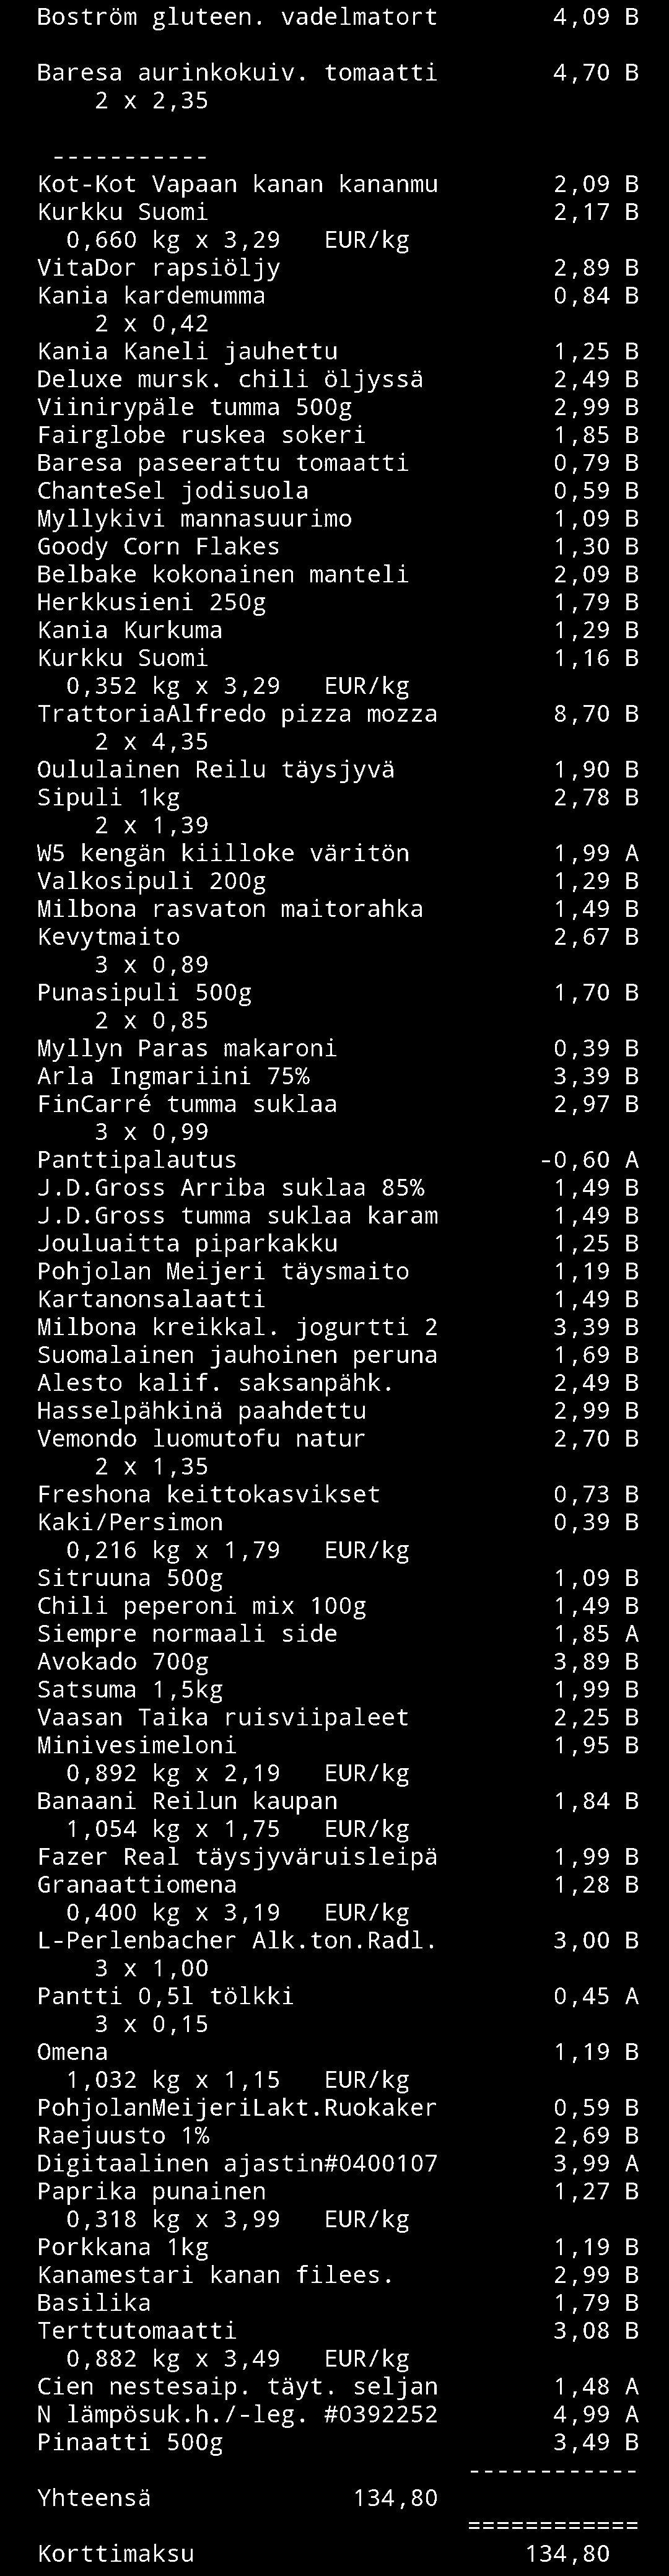 Boström gluteen. vadelmatort 4,09 B
Baresa aurinkokuiv. tomaatti 4,70 B
2 x 2,35
-----------
Kot-Kot Vapaan kanan kananmu 2,09 B
Kurkku Suomi 2,17 B
0,660 kg x 3,29 EUR/kg
VitaDor rapsiöljy 2,89 B
Kania kardemumma 0,84 B
2 x 0,42
Kania Kaneli jauhettu 1,25 B
Deluxe mursk. chili öljyssä 2,49 B
Viinirypäle tumma 500g 2,99 B
Fairglobe ruskea sokeri 1,85 B
Baresa paseerattu tomaatti 0,79 B
ChanteSel jodisuola 0,59 B
Myllykivi mannasuurimo 1,09 B
Goody Corn Flakes 1,30 B
Belbake kokonainen manteli 2,09 B
Herkkusieni 250g 1,79 B
Kania Kurkuma 1,29 B
Kurkku Suomi 1,16 B
0,352 kg x 3,29 EUR/kg
TrattoriaAlfredo pizza mozza 8,70 B
2 x 4,35
Oululainen Reilu täysjyvä 1,90 B
Sipuli 1kg 2,78 B
2 x 1,39
W5 kengän kiilloke väritön 1,99 A
Valkosipuli 200g 1,29 B
Milbona rasvaton maitorahka 1,49 B
Kevytmaito 2,67 B
3 x 0,89
Punasipuli 500g 1,70 B
2 x 0,85
Myllyn Paras makaroni 0,39 B
Arla Ingmariini 75% 3,39 B
FinCarré tumma suklaa 2,97 B
3 x 0,99
Panttipalautus -0,60 A
J.D.Gross Arriba suklaa 85% 1,49 B
J.D.Gross tumma suklaa karam 1,49 B
Jouluaitta piparkakku 1,25 B
Pohjolan Meijeri täysmaito 1,19 B
Kartanonsalaatti 1,49 B
Milbona kreikkal. jogurtti 2 3,39 B
Suomalainen jauhoinen peruna 1,69 B
Alesto kalif. saksanpähk. 2,49 B
Hasselpähkinä paahdettu 2,99 B
Vemondo luomutofu natur 2,70 B
2 x 1,35
Freshona keittokasvikset 0,73 B
Kaki/Persimon 0,39 B
0,216 kg x 1,79 EUR/kg
Sitruuna 500g 1,09 B
Chili peperoni mix 100g 1,49 B
Siempre normaali side 1,85 A
Avokado 700g 3,89 B
Satsuma 1,5kg 1,99 B
Vaasan Taika ruisviipaleet 2,25 B
Minivesimeloni 1,95 B
0,892 kg x 2,19 EUR/kg
Banaani Reilun kaupan 1,84 B
1,054 kg x 1,75 EUR/kg
Fazer Real täysjyväruisleipä 1,99 B
Granaattiomena 1,28 B
0,400 kg x 3,19 EUR/kg
L-Perlenbacher Alk.ton.Radl. 3,00 B
3 x 1,00
Pantti 0,5l tölkki 0,45 A
3 x 0,15
Omena 1,19 B
1,032 kg x 1,15 EUR/kg
PohjolanMeijeriLakt.Ruokaker 0,59 B
Raejuusto 1% 2,69 B
Digitaalinen ajastin#0400107 3,99 A
Paprika punainen 1,27 B
0,318 kg x 3,99 EUR/kg
Porkkana 1kg 1,19 B
Kanamestari kanan filees. 2,99 B
Basilika 1,79 B
Terttutomaatti 3,08 B
0,882 kg x 3,49 EUR/kg
Cien nestesaip. täyt. seljan 1,48 A
N lämpösuk.h./-leg. #0392252 4,99 A
Pinaatti 500g 3,49 B
------------
Yhteensä 134,80
============
Korttimaksu 134,80